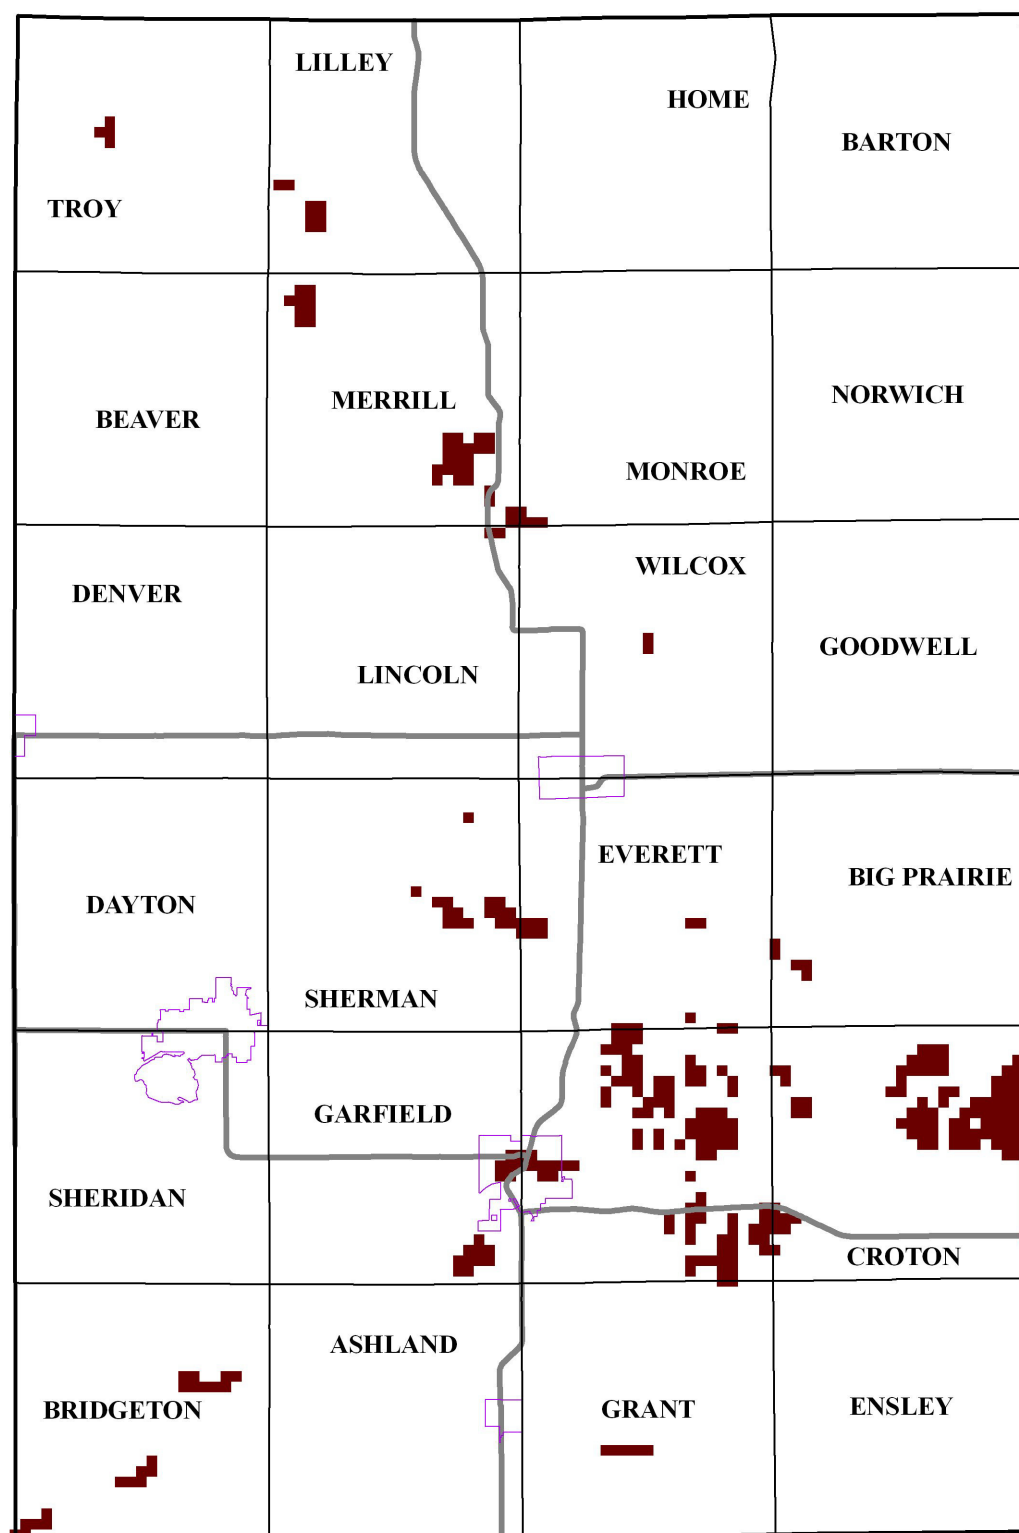 LILLEY
HOME
BARTON
TROY
MERRILL
NORWICH
BEAVER
MONROE
WILCOX
DENVER
GOODWELL
LINCOLN
EVERETT
BIG PRAIRIE
DAYTON
SHERMAN
GARFIELD
SHERIDAN
CROTON
ASHLAND
BRIDGETON
GRANT
ENSLEY